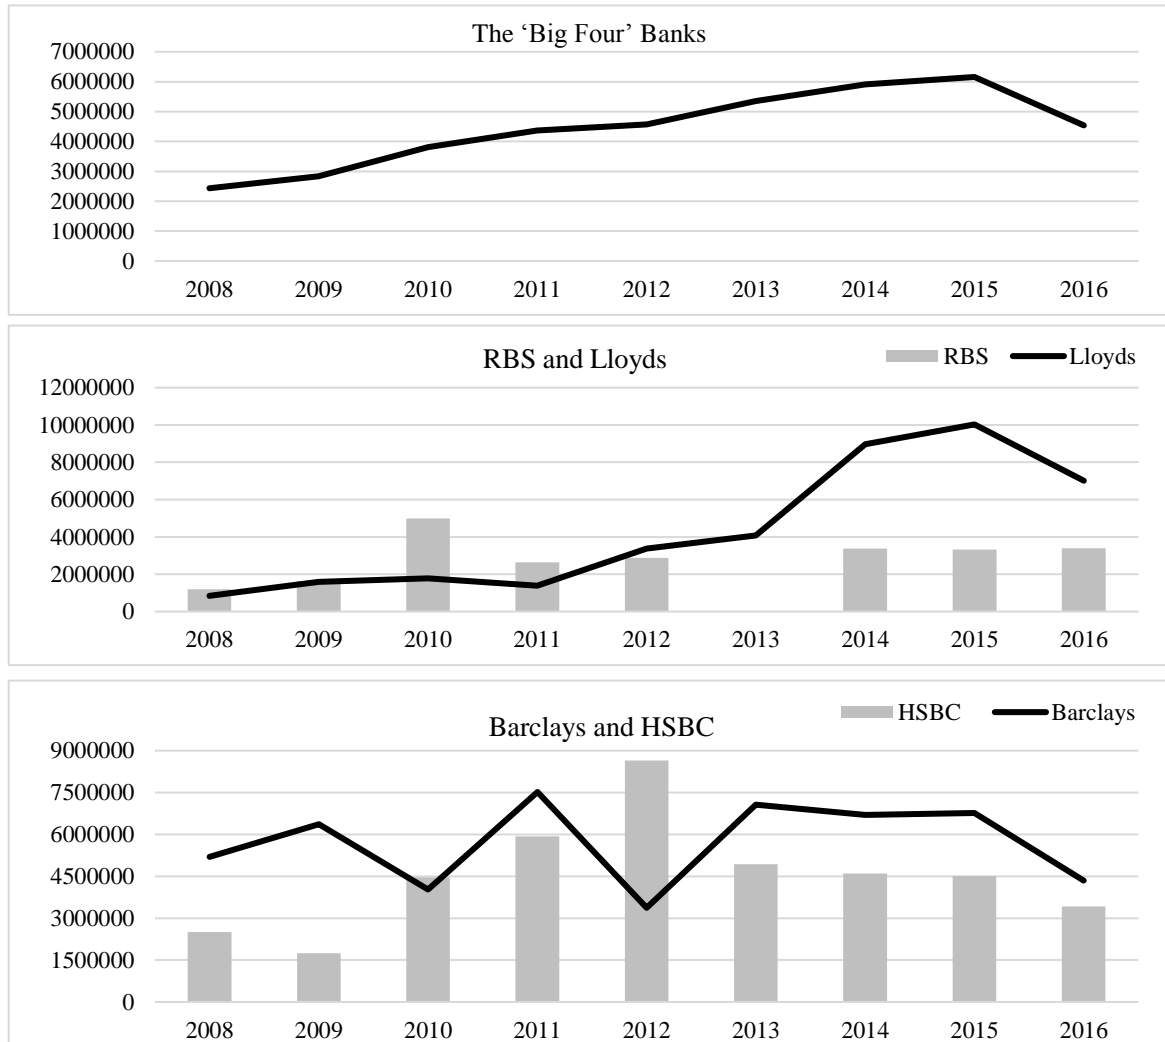 The ‘Big Four’ Banks
7000000
6000000
5000000
4000000
3000000
2000000
1000000
0
2008 2009 2010 2011 2012 2013 2014 2015 2016
RBS and Lloyds
RBS Lloyds
12000000
10000000
8000000
6000000
4000000
2000000
0
2008 2009 2010 2011 2012 2013 2014 2015 2016
Barclays and HSBC
HSBC Barclays
9000000
7500000
6000000
4500000
3000000
1500000
0
2008 2009 2010 2011 2012 2013 2014 2015 2016